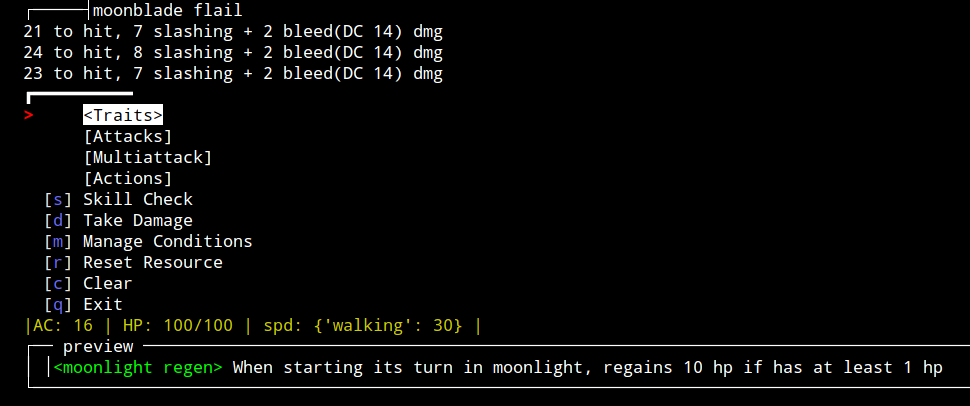 moonblade flail
21 to hit, 7 slashing + 2 bleed(DC 14) dmg
24 to hit, 8 slashing + 2 bleed(DC 14) dmg
23 to hit, 7 slashing + 2 bleed(DC 14) dmg
> <Traits>
[Attacks]
[Multiattack]
[Actions]
[s] Skill Check
[d] Take Damage
[m] Manage Conditions
[r] Reset Resource
[c] Clear
[q] Exit
|AC: 16 | HP: 100/100 | spd: {'walking': 30} |
preview
|<moonlight regen> When starting its turn in moonlight, regains 10 hp if has at least 1 hp